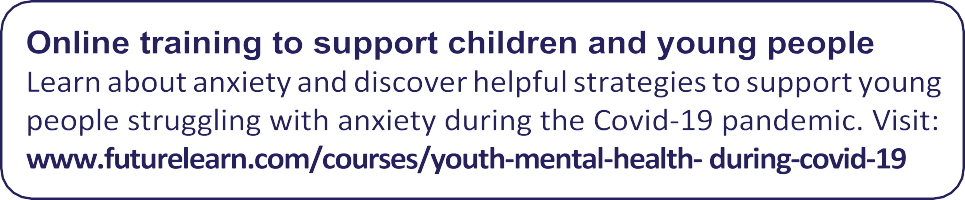 Online training to support children and young people
Learn about anxiety and discover helpful strategies to support young
people struggling with anxiety during the Covid-19 pandemic. Visit:
www.futurelearn.com/courses/youth-mental-health- during-covid-19